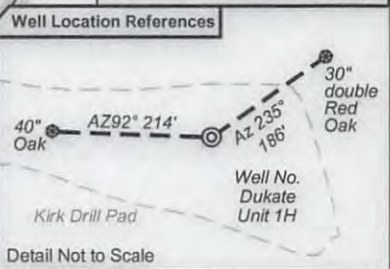 Well Location References
30"
double
Red
Oak
40"
Oak
AZ92° 214'
Az 235°
186'
Well No.
Dukate
Unit 1H
Kirk Drill Pad
Detail Not to Scale